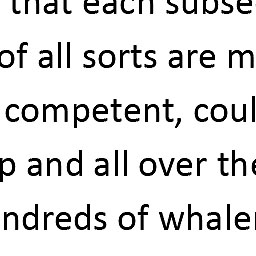 that each subse
of all sorts are m
competent, coul
p and all over the
ndreds of whale